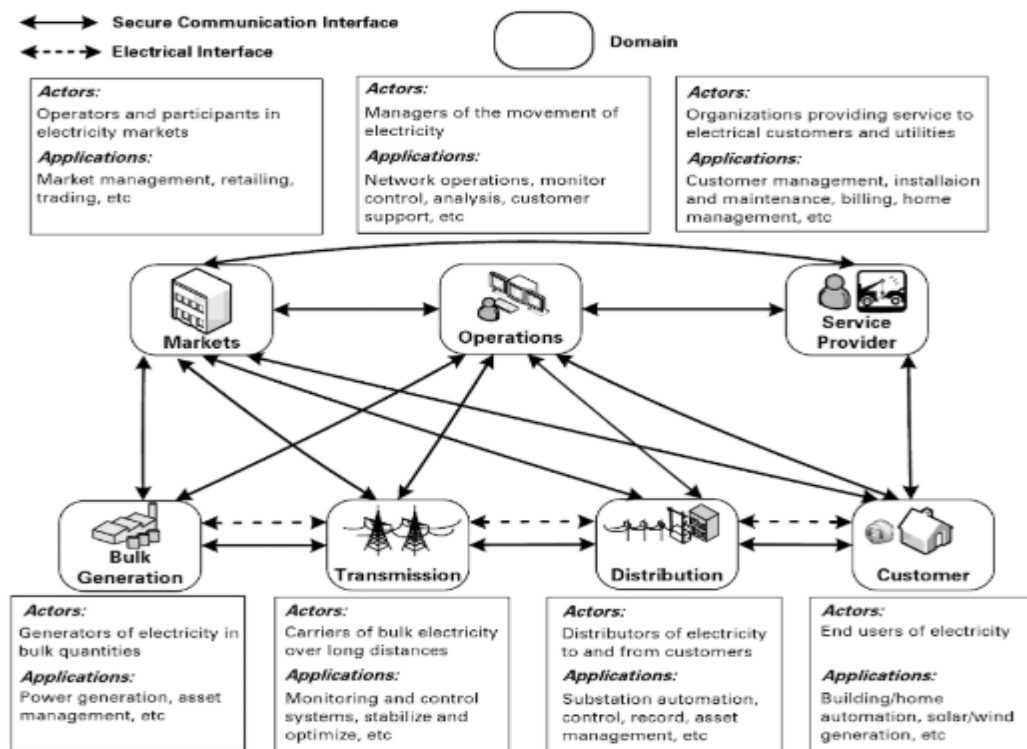 Secure Communication Interface
Electrical Interface
Domain
Actors:
Operators and participants in
electricity markets
Applications:
Market management, retailing,
trading, etc
Actors:
Managers of the movement of
electricity
Applications:
Network operations, monitor
control, analysis, customer
support, etc
Actors:
Organizations providing service to
electrical customers and utilities
Applications:
Customer management, installaion
and maintenance, billing, home
management, etc
Markets
Operations
Service
Provider
Bulk
Generation
Transmission
Distribution
Customer
Actors:
Generators of electricity in
bulk quantities
Applications:
Power generation, asset
management, etc
Actors:
Carriers of bulk electricity
over long distances
Applications:
Monitoring and control
systems, stabilize and
optimize, etc
Actors:
Distributors of electricity
to and from customers
Applications:
Substation automation,
control, record, asset
management, etc
Actors:
End users of electricity
Applications:
Building/home
automation, solar/wind
generation, etc